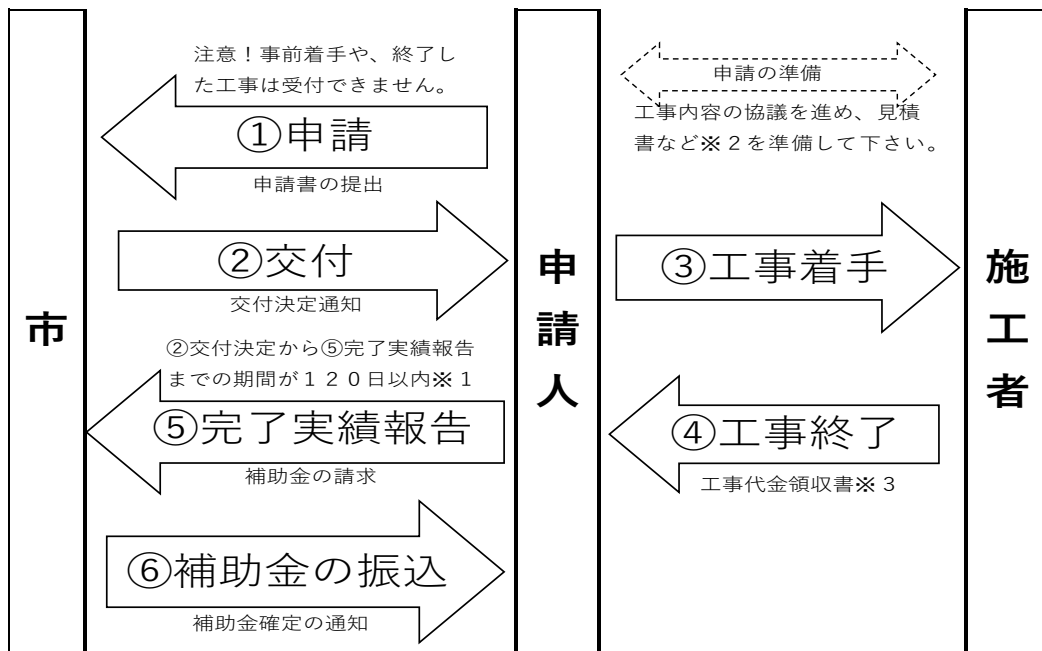 市
申請人
施工者
注意！事前着手や、終了し
た工事は受付できません。
①申請
申請書の提出
申請の準備
工事内容の協議を進め、見積
書など※２を準備して下さい。
②交付
交付決定通知
③工事着手
②交付決定から⑤完了実績報告
までの期間が１２０日以内※１
⑤完了実績報告
補助金の請求
④工事終了
工事代金領収書※３
⑥補助金の振込
補助金確定の通知